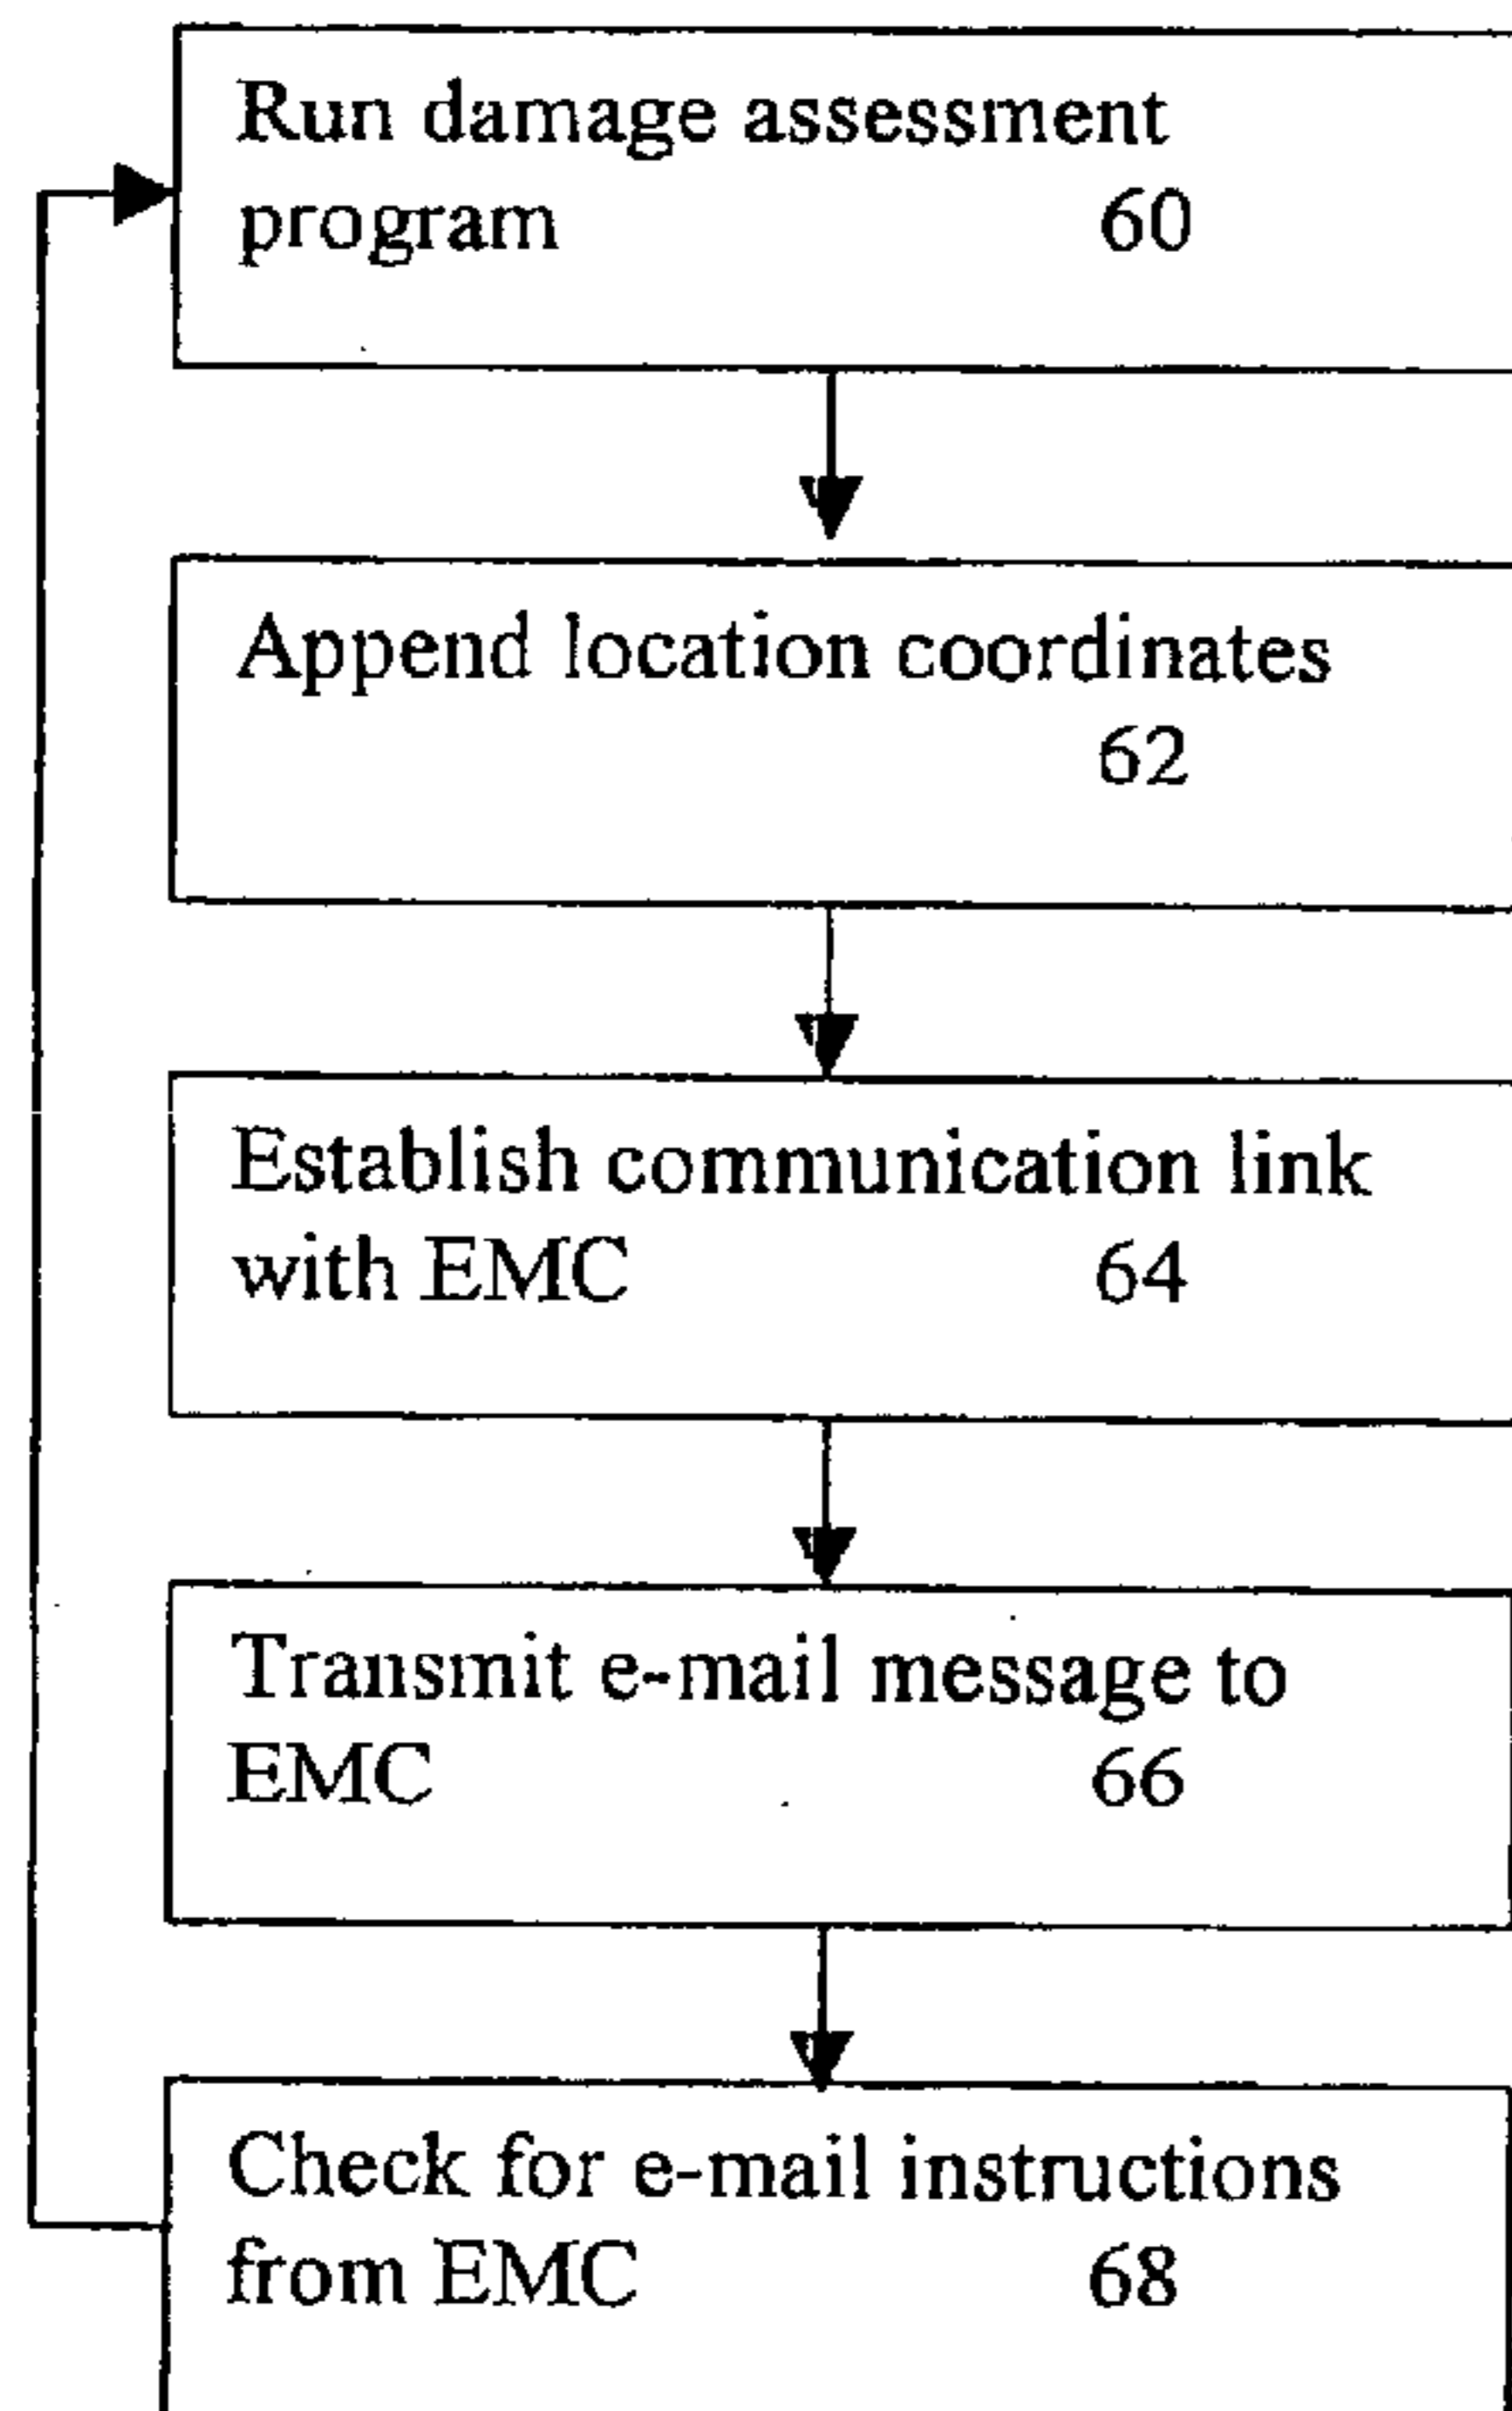 Run damage assessment
program 60
Append location coordinates
62
Establish communication link
with EMC 64
Transmit e-mail message to
EMC 66
Check for e-mail instructions
from EMC 68